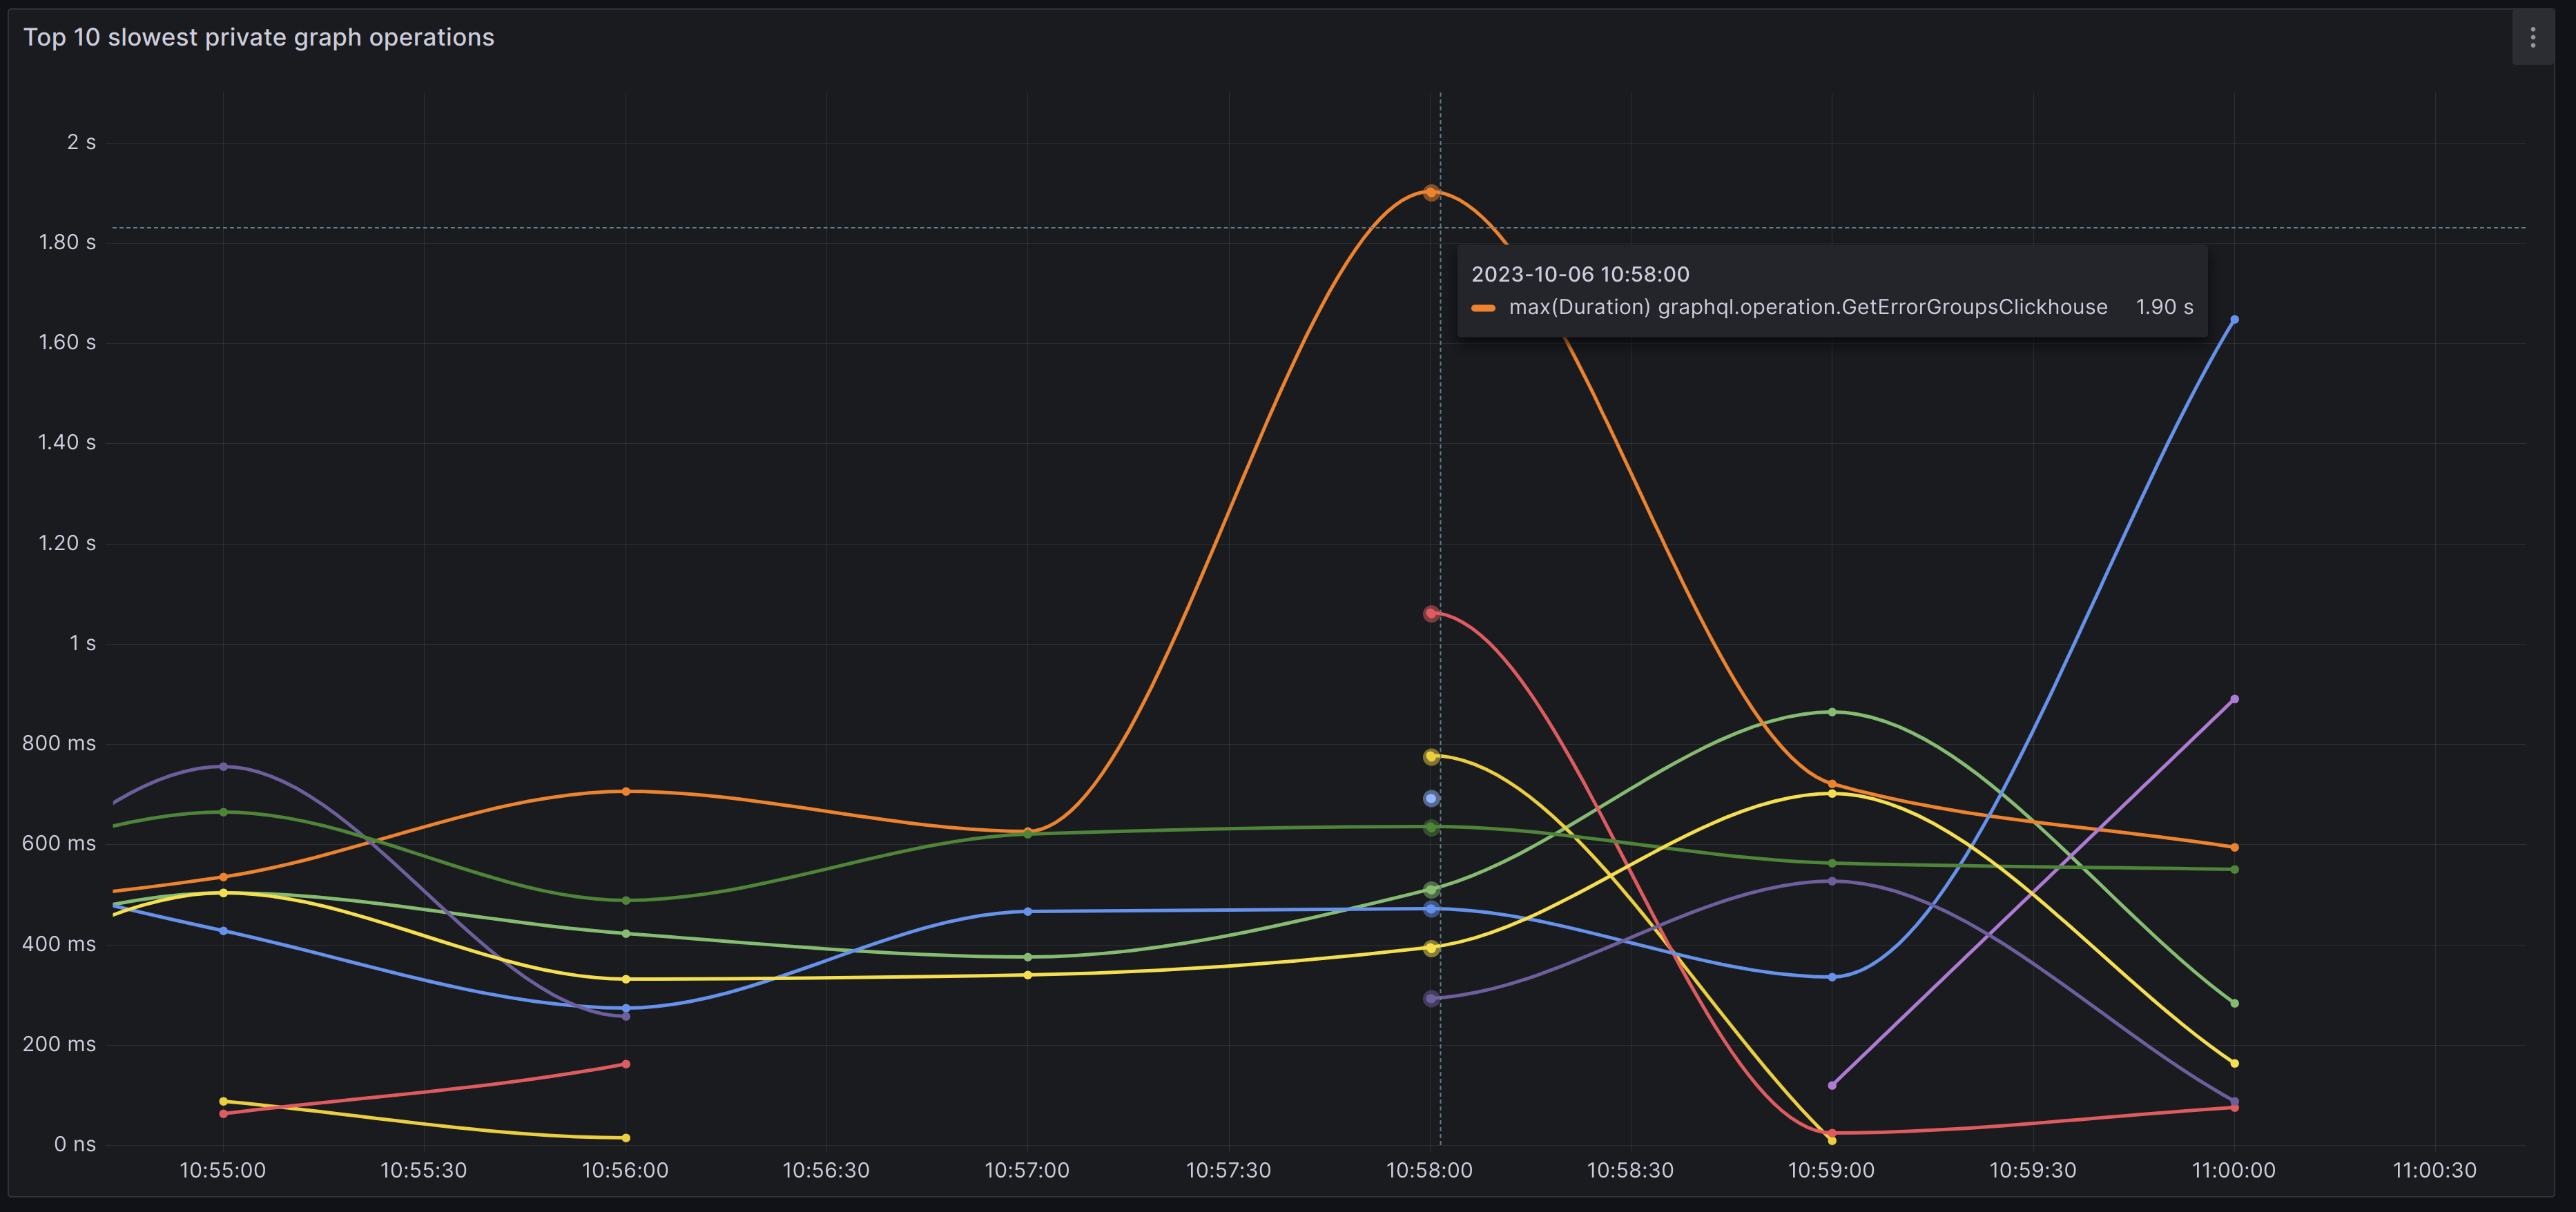 Top 10 slowest private graph operations
2 s
1.80 s
2023-10-06 10:58:00
max(Duration) graphql.operation.GetErrorGroupsClickhouse 1.90 s
1.60 s
1.40 s
1.20 s
1 s
800 ms
600 ms
400 ms
200 ms
0 ns
10:55:00 10:55:30 10:56:00 10:56:30 10:57:00 10:57:30 10:58:00 10:58:30 10:59:00 10:59:30 11:00:00 11:00:30